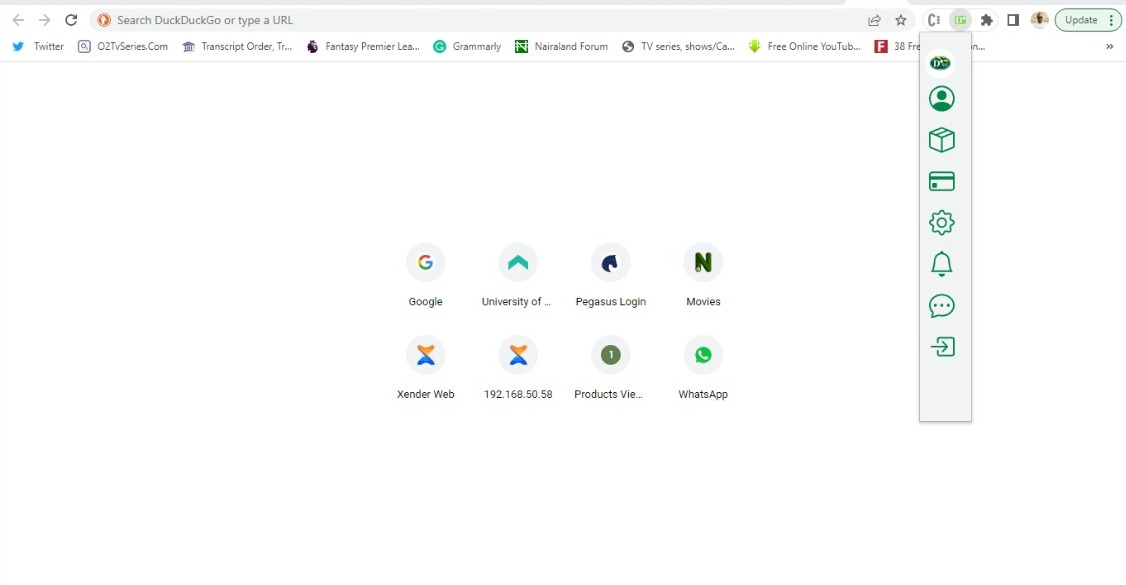 Search DuckDuckGo or type a URL
Update
Twitter
O2TvSeries.Com
Transcript Order, Tr...
Fantasy Premier Lea...
Grammarly
Nairaland Forum
TV series, shows/Ca...
Free Online YouTub...
38 Fre
on...
»
Google
University of ...
Pegasus Login
Movies
Xender Web
192.168.50.58
1
Products Vie...
WhatsApp